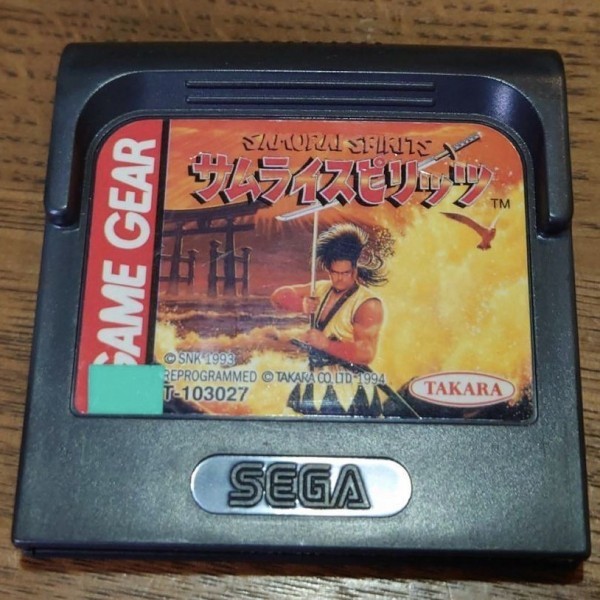 SAMURAI SPIRITS
サムライスピリッツ
TM
GAME GEAR
© SNK 1993
REPROGRAMMED © TAKARA CO. LTD. 1994
T-103027
TAKARA
SEGA